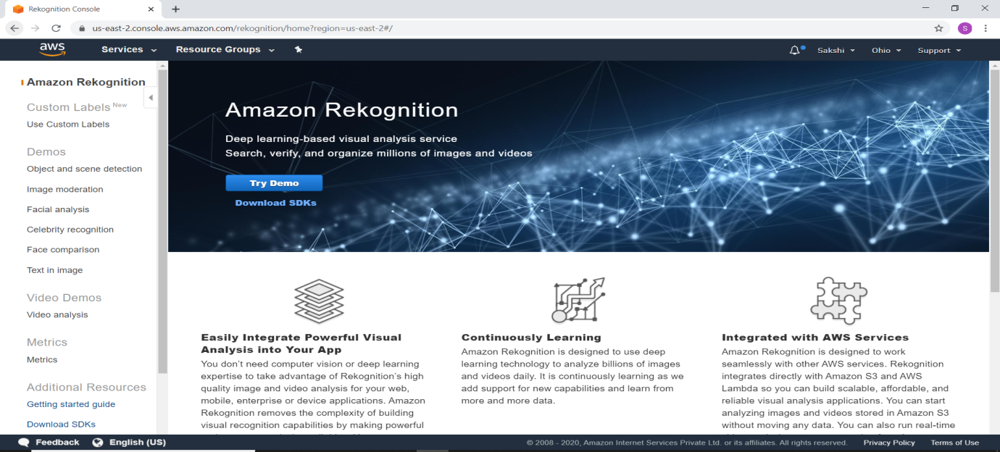 Rekognition Console
us-east-2.console.aws.amazon.com/rekognition/home?region=us-east-2#/
S
aws
Services
Resource Groups
Sakshi
Ohio
Support
Amazon Rekognition
Custom Labels New
Use Custom Labels
Demos
Object and scene detection
Image moderation
Facial analysis
Celebrity recognition
Face comparison
Text in image
Video Demos
Video analysis
Metrics
Metrics
Additional Resources
Getting started guide
Download SDKs
Amazon Rekognition
Deep learning-based visual analysis service
Search, verify, and organize millions of images and videos
Try Demo
Download SDKs
Easily Integrate Powerful Visual
Analysis into Your App
You don't need computer vision or deep learning
expertise to take advantage of Rekognition's high
quality image and video analysis for your web,
mobile, enterprise or device applications. Amazon
Rekognition removes the complexity of building
visual recognition capabilities by making powerful
Continuously Learning
Amazon Rekognition is designed to use deep
learning technology to analyze billions of images
and videos daily. It is continuously learning as we
add support for new capabilities and learn from
more and more data.
Integrated with AWS Services
Amazon Rekognition is designed to work
seamlessly with other AWS services. Rekognition
integrates directly with Amazon S3 and AWS
Lambda so you can build scalable, affordable, and
reliable visual analysis applications. You can start
analyzing images and videos stored in Amazon S3
without moving any data. You can also run real-time
Feedback
English (US)
© 2008 - 2020, Amazon Internet Services Private Ltd. or its affiliates. All rights reserved.
Privacy Policy
Terms of Use